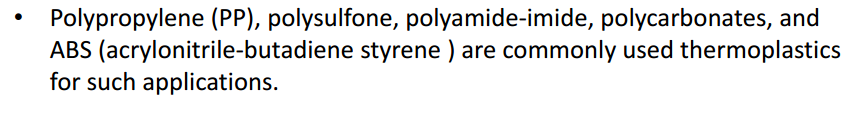 • Polypropylene (PP), polysulfone, polyamide-imide, polycarbonates, and
ABS (acrylonitrile-butadiene styrene ) are commonly used thermoplastics
for such applications.